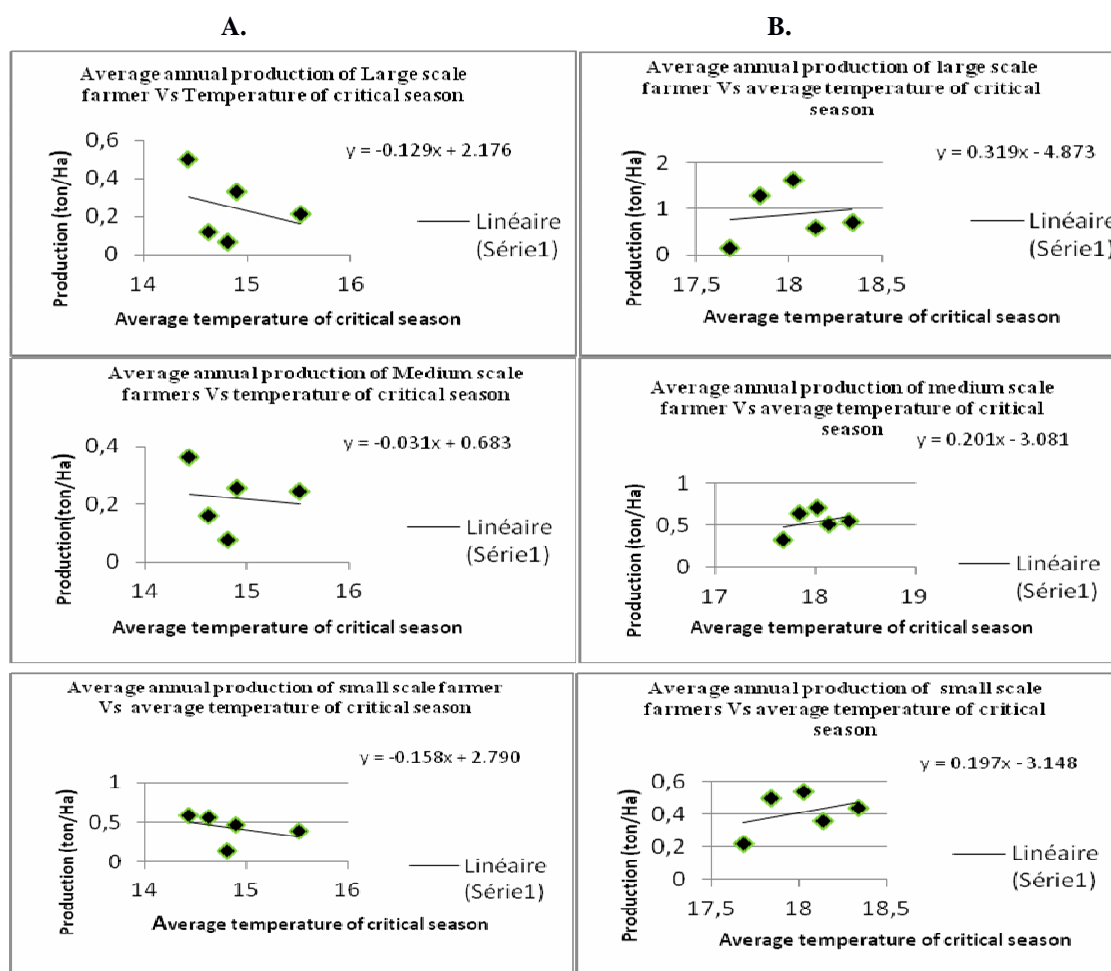 A.
B.
Average annual production of Large scale
farmer Vs Temperature of critical season
y = -0.129x + 2.176
Production (ton/Ha)
0,6
0,4
0,2
0
14
15
16
Linéaire
(Série1)
Average temperature of critical season
Average annual production of large scale
farmer Vs average temperature of critical
season
y = 0.319x - 4.873
Production (ton/Ha)
2
1
0
17,5
18
18,5
Linéaire
(Série1)
Average temperature of critical season
Average annual production of Medium scale
farmers Vs temperature of critical season
y = -0.031x + 0.683
Production(ton/Ha)
0,4
0,2
0
14
15
16
Linéaire
(Série1)
Average temperature of critical season
Average annual production of medium scale
farmer Vs average temperature of critical
season
y = 0.201x - 3.081
Production (ton/Ha)
1
0,5
0
17
18
19
Linéaire
(Série1)
Average temperature of critical season
Average annual production of small scale farmer
Vs average temperature of critical season
y = -0.158x + 2.790
Production (ton/Ha)
1
0,5
0
14
15
16
Linéaire
(Série1)
Average temperature of critical season
Average annual production of small scale
farmers Vs average temperature of critical
season
y = 0.197x - 3.148
Production (ton/Ha)
0,6
0,4
0,2
0
17,5
18
18,5
Linéaire
(Série1)
Average temperature of critical season